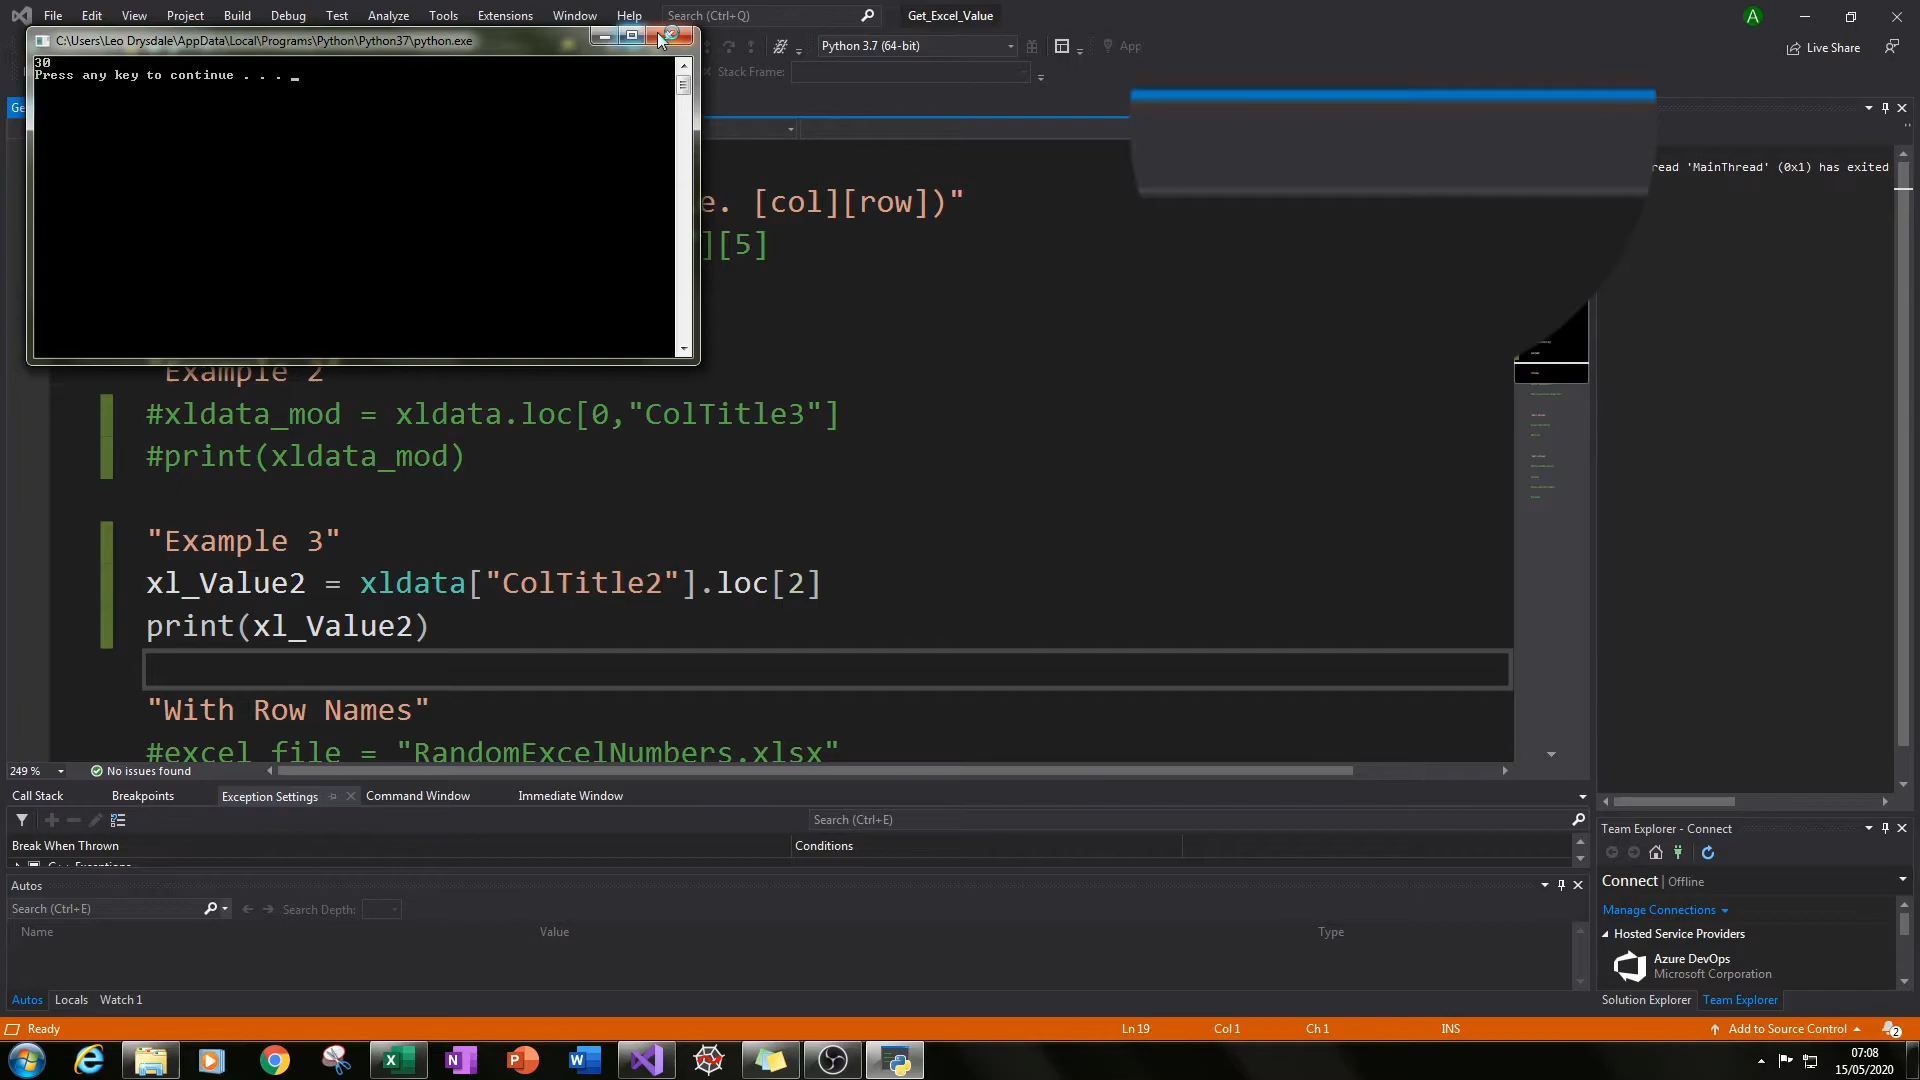 File Edit View Project Build Debug Test Analyze Tools Extensions Window Help Search (Ctrl+Q) Get_Excel_Value A
C:\Users\Leo Drysdale\AppData\Local\Programs\Python\Python37\python.exe
Python 3.7 (64-bit) App Live Share
30
Press any key to continue . . . _
Stack Frame:
Ge
read 'MainThread' (0x1) has exited
e. [col][row])"
][5]
"Example 2
#xldata_mod = xldata.loc[0,"ColTitle3"]
#print(xldata_mod)
"Example 3"
xl_Value2 = xldata["ColTitle2"].loc[2]
print(xl_Value2)
"With Row Names"
#excel_file = "RandomExcelNumbers.xlsx"
249 % No issues found
Call Stack Breakpoints Exception Settings Command Window Immediate Window
Search (Ctrl+E)
Break When Thrown Conditions
C++ Exceptions
Autos
Search (Ctrl+E) Search Depth:
Name Value Type
Autos Locals Watch 1
Team Explorer - Connect
Connect | Offline
Manage Connections
Hosted Service Providers
Azure DevOps
Microsoft Corporation
Solution Explorer Team Explorer
Ready Ln 19 Col 1 Ch 1 INS Add to Source Control 2
07:08
15/05/2020